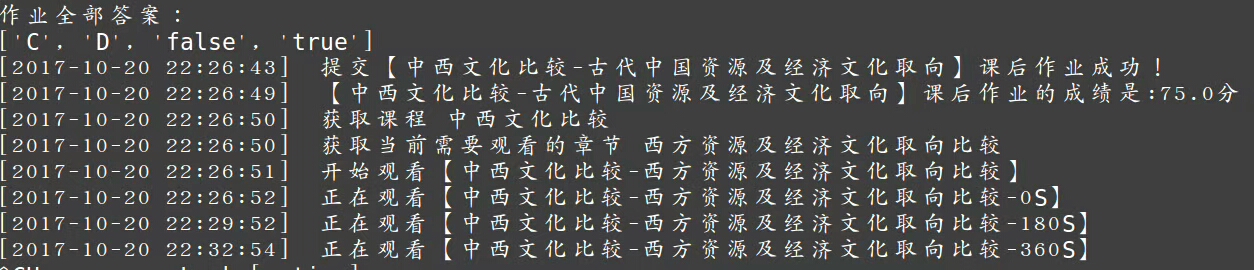 作业全部答案：
['C', 'D', 'false', 'true']
[2017-10-20 22:26:43] 提交【中西文化比较-古代中国资源及经济文化取向】课后作业成功！
[2017-10-20 22:26:49] 【中西文化比较-古代中国资源及经济文化取向】课后作业的成绩是:75.0分
[2017-10-20 22:26:50] 获取课程 中西文化比较
[2017-10-20 22:26:50] 获取当前需要观看的章节 西方资源及经济文化取向比较
[2017-10-20 22:26:51] 开始观看【中西文化比较-西方资源及经济文化取向比较】
[2017-10-20 22:26:52] 正在观看【中西文化比较-西方资源及经济文化取向比较-0S】
[2017-10-20 22:29:52] 正在观看【中西文化比较-西方资源及经济文化取向比较-180S】
[2017-10-20 22:32:54] 正在观看【中西文化比较-西方资源及经济文化取向比较-360S】